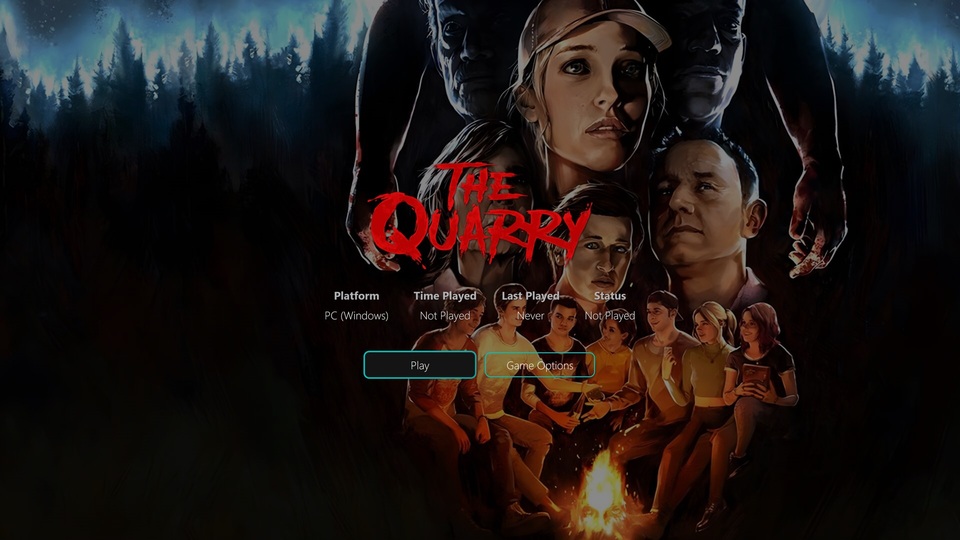 THE
QUARRY
Platform Time Played Last Played Status
PC (Windows) Not Played Never Not Played
Play Game Options